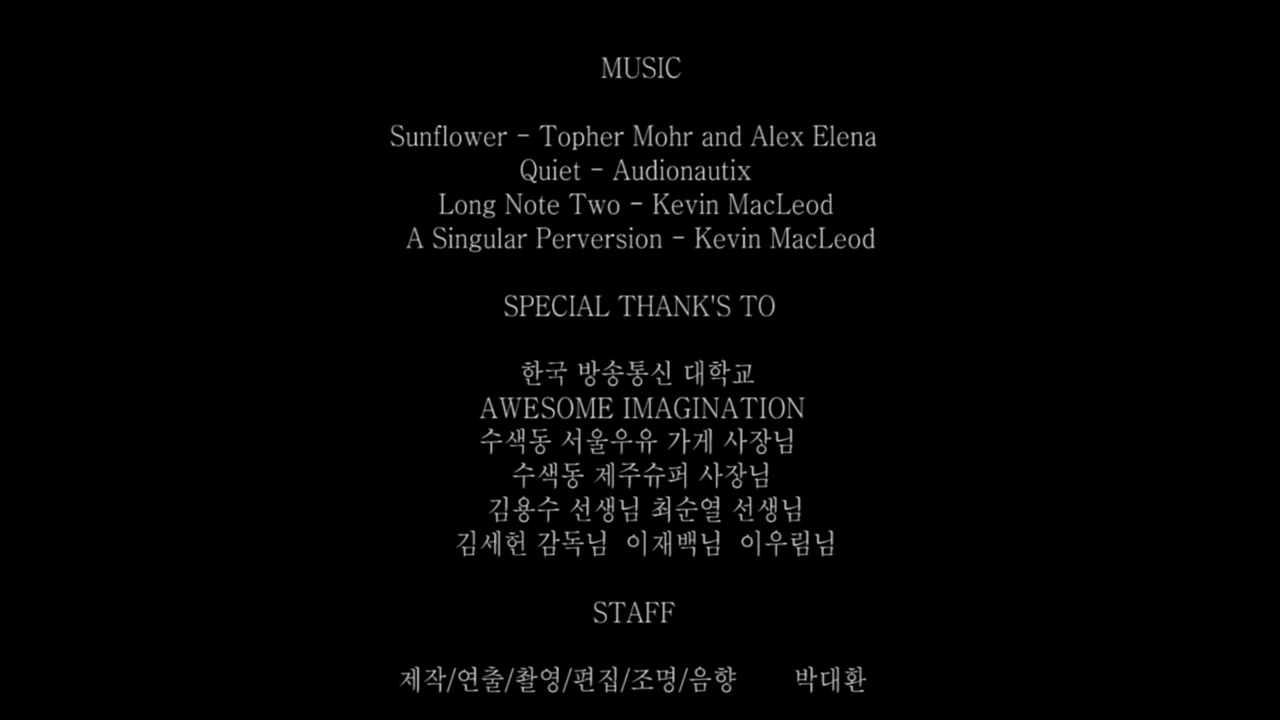 MUSIC
Sunflower - Topher Mohr and Alex Elena
Quiet - Audionautix
Long Note Two - Kevin MacLeod
A Singular Perversion - Kevin MacLeod
SPECIAL THANK'S TO
한국 방송통신 대학교
AWESOME IMAGINATION
수색동 서울우유 가게 사장님
수색동 제주슈퍼 사장님
김용수 선생님 최순열 선생님
김세헌 감독님 이재백님 이우림님
STAFF
제작/연출/촬영/편집/조명/음향 박대환